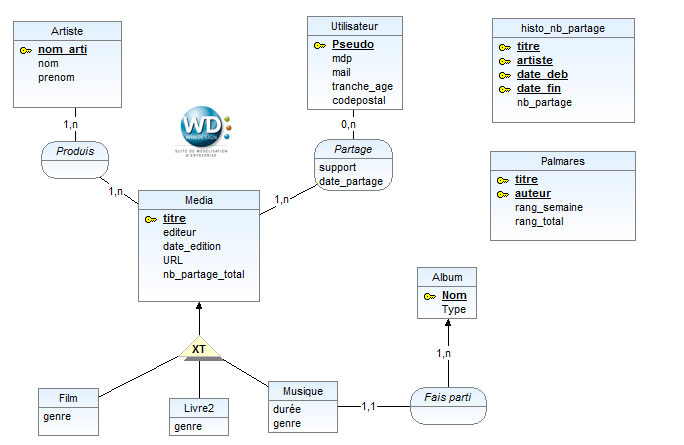 Artiste
nom_arti
nom
prenom
Utilisateur
Pseudo
mdp
mail
tranche_age
codepostal
histo_nb_partage
titre
artiste
date_deb
date_fin
nb_partage
1,n
0,n
WD
WINDESIGN
SUITE DE MODÉLISATION
D'ENTREPRISE
Produis
Partage
support
date_partage
Palmares
titre
auteur
rang_semaine
rang_total
1,n
1,n
Media
titre
editeur
date_edition
URL
nb_partage_total
Album
Nom
Type
XT
1,n
Film
genre
Livre2
genre
Musique
durée
genre
1,1
Fais parti